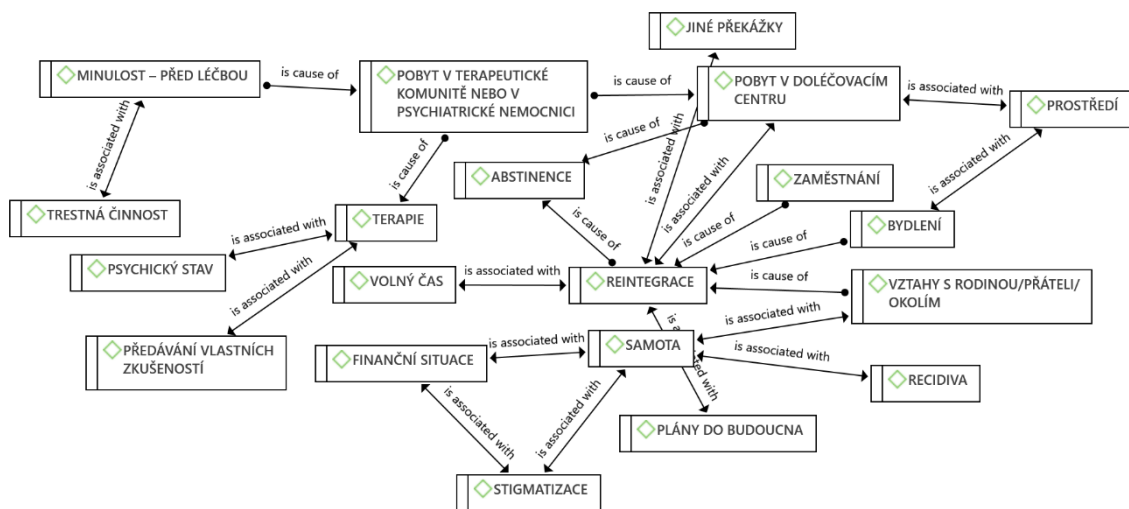 JINÉ PŘEKÁŽKY
MINULOST – PŘED LÉČBOU
is cause of
POBYT V TERAPEUTICKÉ
KOMUNITĚ NEBO V
PSYCHIATRICKÉ NEMOCNICI
is cause of
POBYT V DOLÉČOVACÍM
CENTRU
is associated with
PROSTŘEDÍ
is associated with
is cause of
is cause of
is associated with
is associated with
is associated with
ABSTINENCE
ZAMĚSTNÁNÍ
TRESTNÁ ČINNOST
TERAPIE
is cause of
is cause of
BYDLENÍ
is associated with
PSYCHICKÝ STAV
is cause of
VOLNÝ ČAS
is associated with
REINTEGRACE
is cause of
VZTAHY S RODINOU/PŘÁTELI/
OKOLÍM
is associated with
is associated with
is associated with
PŘEDÁVÁNÍ VLASTNÍCH
ZKUŠENOSTÍ
FINANČNÍ SITUACE
is associated with
SAMOTA
is associated with
RECIDIVA
is associated with
is associated with
PLÁNY DO BUDOUCNA
STIGMATIZACE